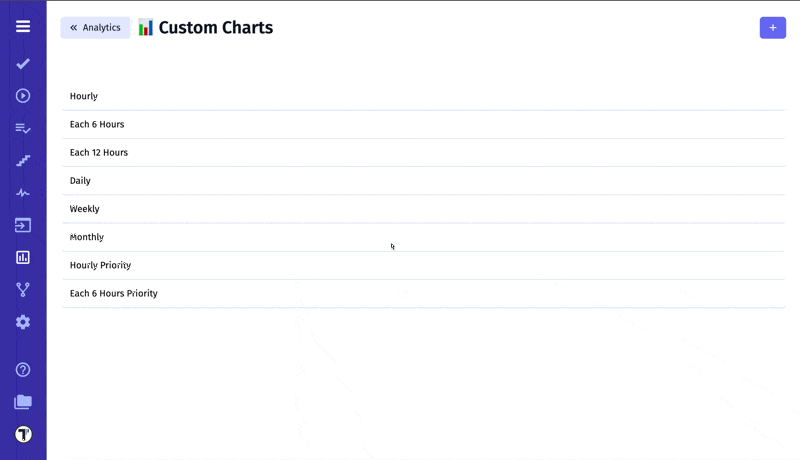 « Analytics
Custom Charts
+
Hourly
Each 6 Hours
Each 12 Hours
Daily
Weekly
Monthly
Hourly Priority
Each 6 Hours Priority